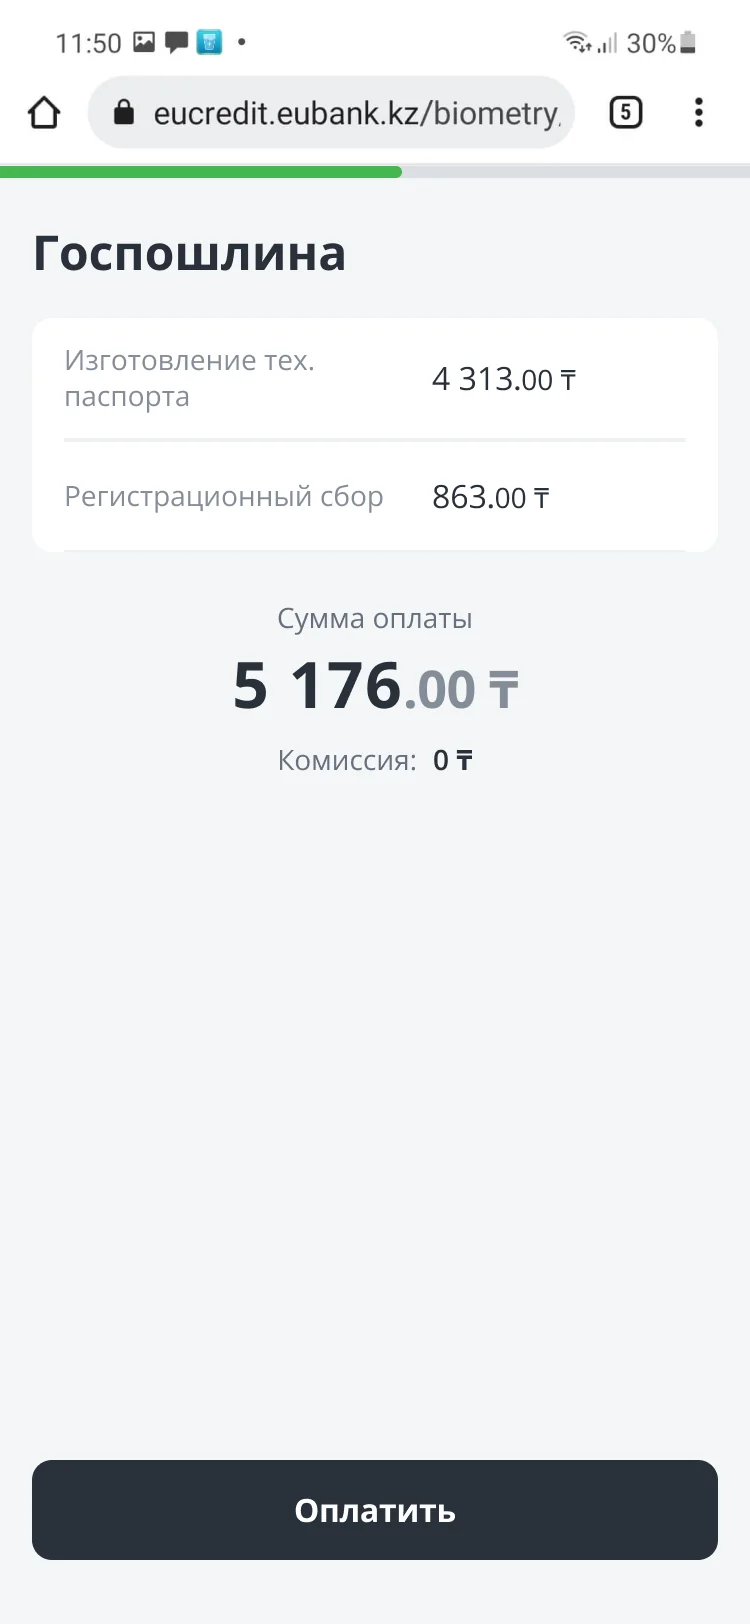 11:50
30%
eucredit.eubank.kz/biometry
5
Госпошлина
Изготовление тех.
паспорта
4 313.00 ₸
Регистрационный сбор
863.00 ₸
Сумма оплаты
5 176.00 ₸
Комиссия: 0 ₸
Оплатить